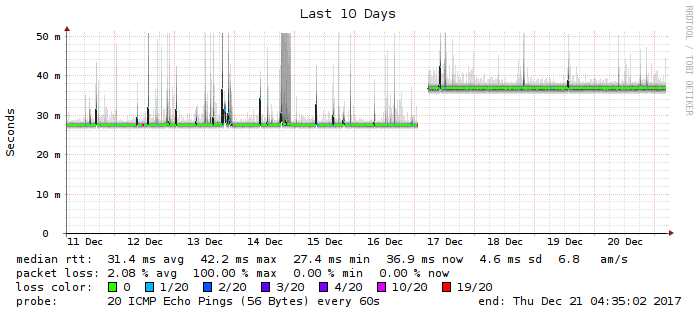 Last 10 Days
RRDTOOL / TOBI OETIKER
Seconds
50 m
40 m
30 m
20 m
10 m
0
11 Dec 12 Dec 13 Dec 14 Dec 15 Dec 16 Dec 17 Dec 18 Dec 19 Dec 20 Dec
median rtt: 31.4 ms avg 42.2 ms max 27.4 ms min 36.9 ms now 4.6 ms sd 6.8 am/s
packet loss: 2.08 % avg 100.00 % max 0.00 % min 0.00 % now
loss color: 0 1/20 2/20 3/20 4/20 10/20 19/20
probe: 20 ICMP Echo Pings (56 Bytes) every 60s end: Thu Dec 21 04:35:02 2017